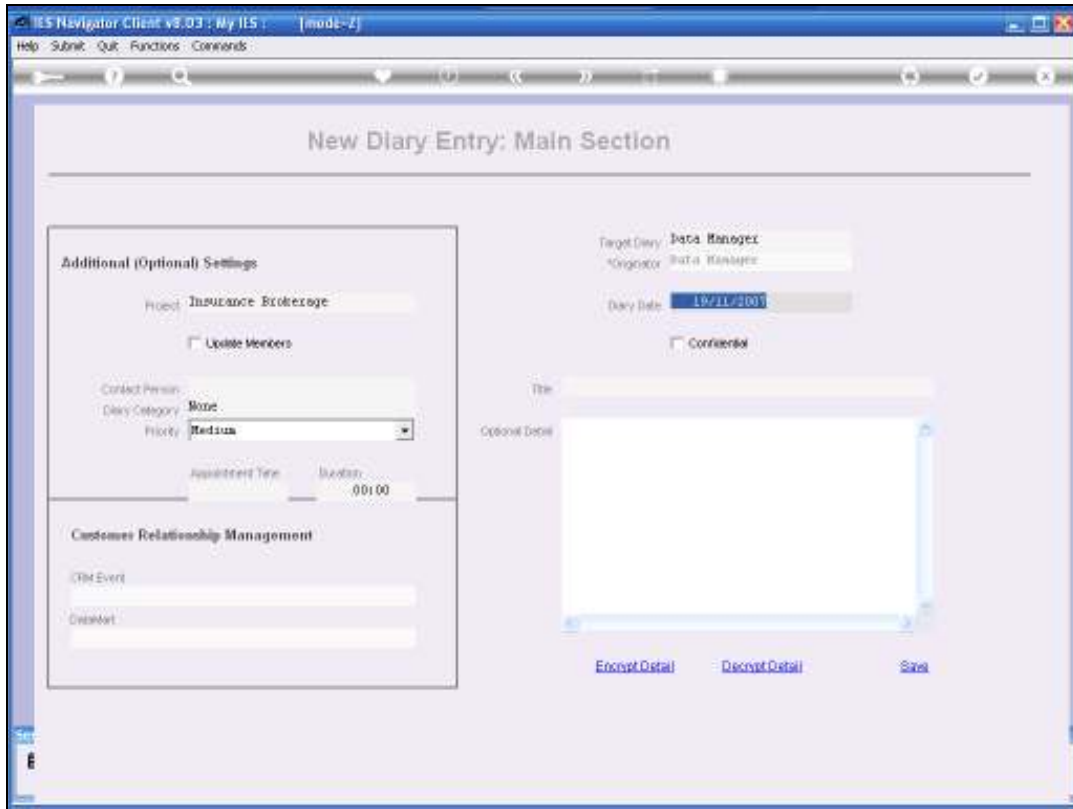 IES Navigator Client v8.03 : My IES : [mode-Z]
Help Submit Quit Functions Commands
New Diary Entry: Main Section
Additional (Optional) Settings
Project Insurance Brokerage
Update Members
Contact Person
Diary Category None
Priority Medium
Appointment Time Duration
00:00
Customer Relationship Management
CRM Event
DataMart
Target Diary Data Manager
*Originator Data Manager
Diary Date 19/11/2007
Confidential
Title
Optional Detail
Encrypt Detail Decrypt Detail Save